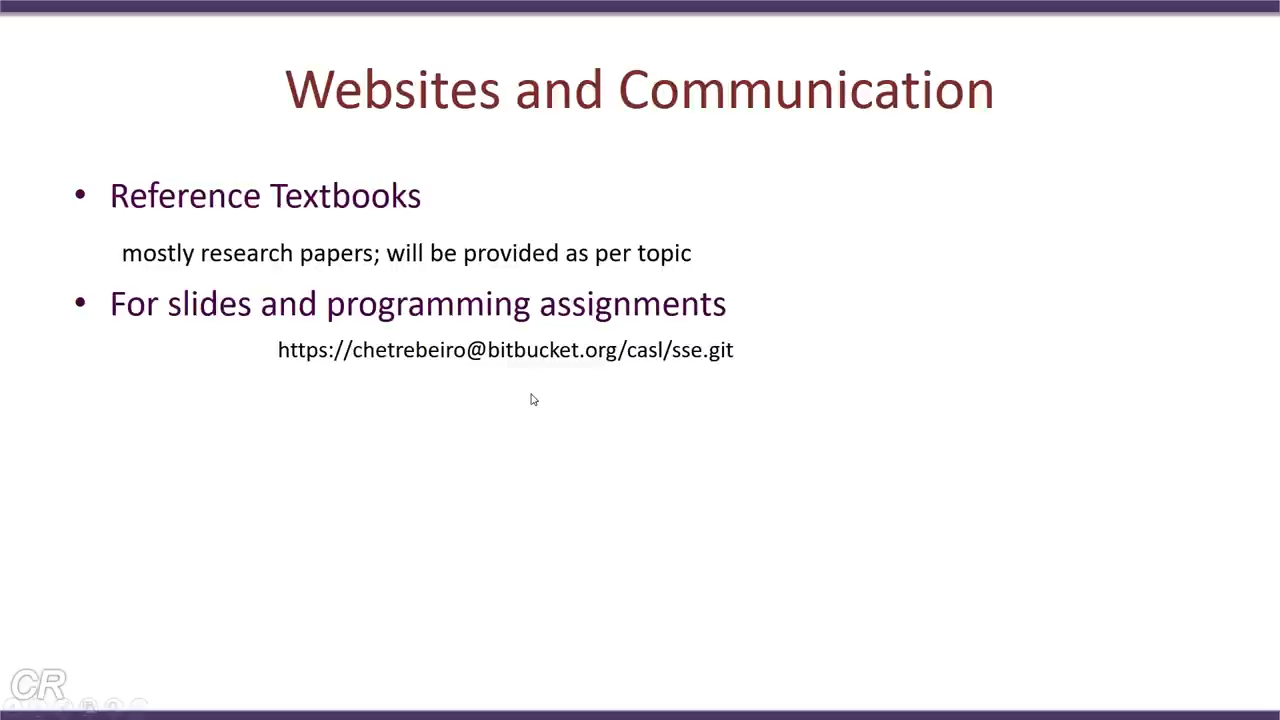 Websites and Communication
• Reference Textbooks
mostly research papers; will be provided as per topic
• For slides and programming assignments
https://chetrebeiro@bitbucket.org/casl/sse.git
CR